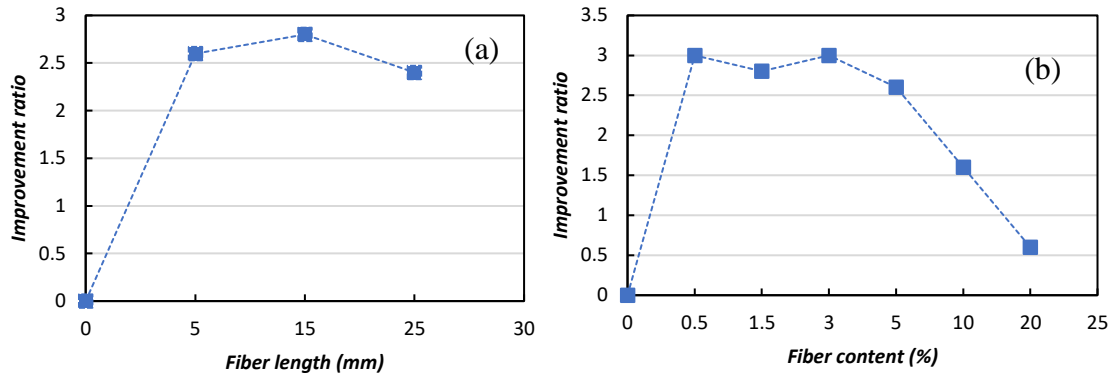 3
2.5
2
1.5
1
0.5
0
0 5 15 25 30
Improvement ratio
Fiber length (mm)
(a)
3.5
3
2.5
2
1.5
1
0.5
0
0 0.5 1.5 3 5 10 20 25
Improvement ratio
Fiber content (%)
(b)